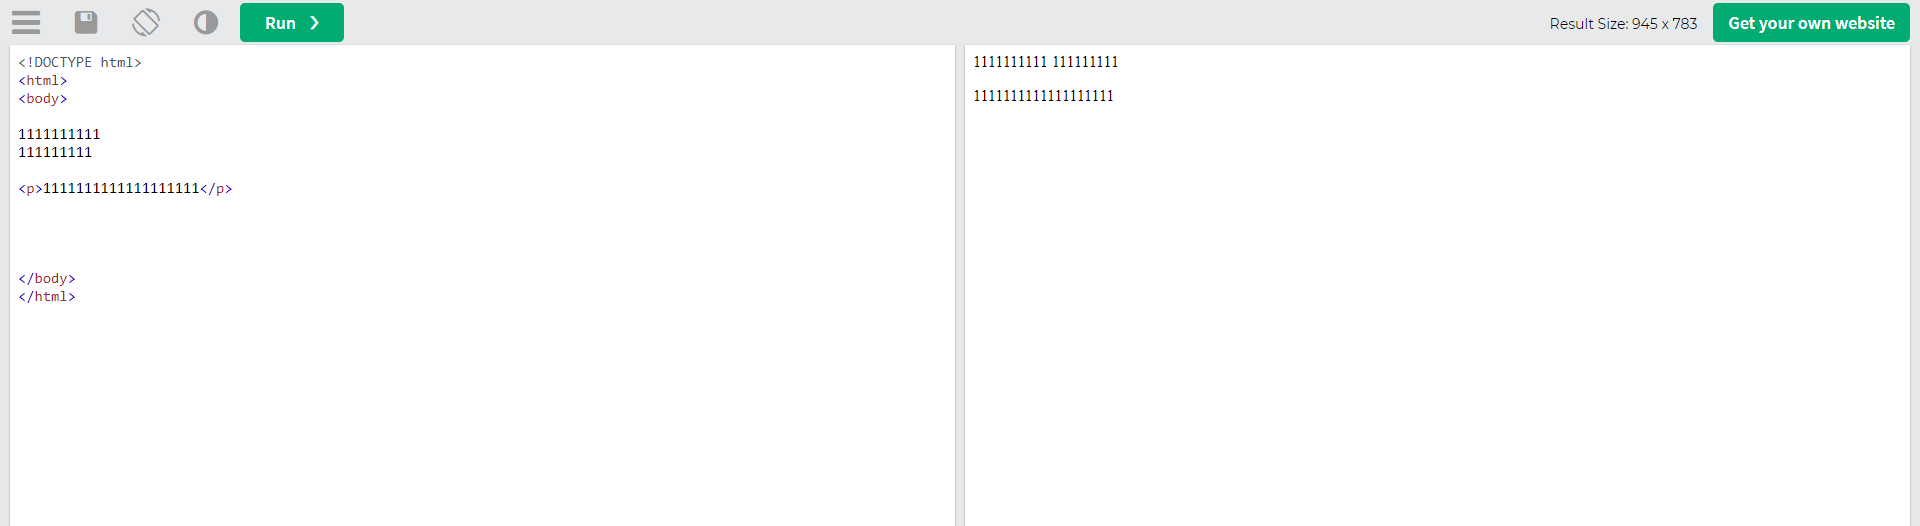 Run ❯
Result Size: 945 x 783
Get your own website
<!DOCTYPE html>
<html>
<body>
1111111111
111111111
<p>1111111111111111111</p>
</body>
</html>
1111111111 111111111
1111111111111111111